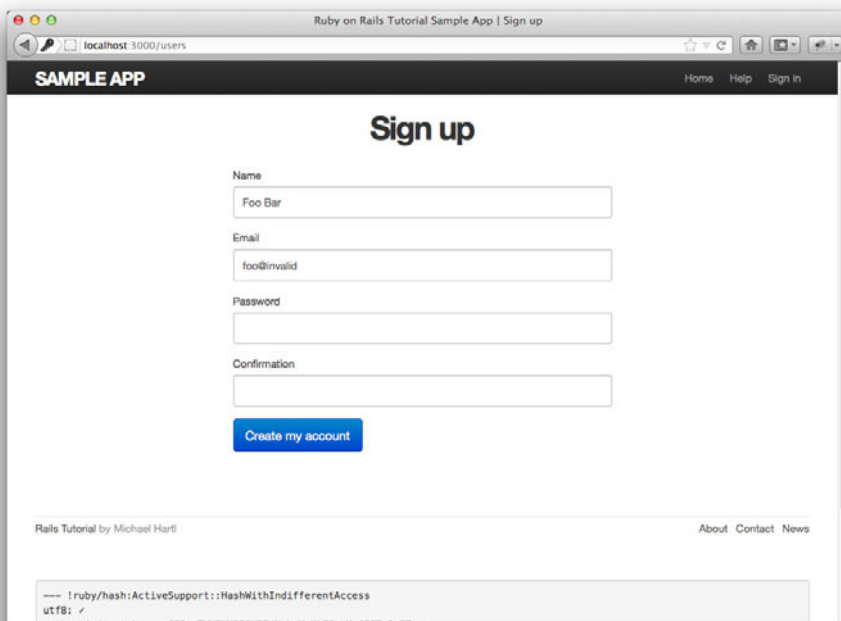 Ruby on Rails Tutorial Sample App | Sign up
localhost:3000/users
SAMPLE APP
Home Help Sign in
Sign up
Name
Foo Bar
Email
foo@invalid
Password
Confirmation
Create my account
Rails Tutorial by Michael Hartl
About Contact News
--- !ruby/hash:ActiveSupport::HashWithIndifferentAccess
utf8: ✓